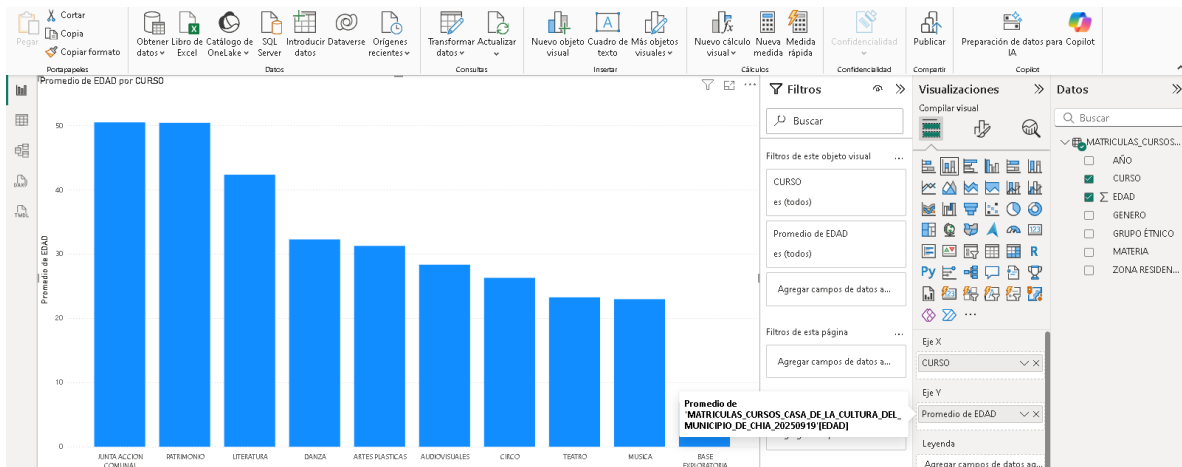 Pegar
Cortar
Copia
Copiar formato
Portapapeles
Obtener datos
Libro de Excel
Catálogo de OneLake
SQL Server
Introducir datos
Dataverse
Orígenes recientes
Datos
Transformar datos
Actualizar
Consultas
Nuevo objeto visual
Cuadro de texto
Más objetos visuales
Insertar
Nuevo cálculo visual
Nueva medida
Medida rápida
Cálculos
Confidencialidad
Confidencialidad
Publicar
Compartir
Preparación de datos para IA
Copilot
Copilot
Promedio de EDAD por CURSO
Promedio de EDAD
50
40
30
20
10
0
JUNTA ACCION COMUNAL
PATRIMONIO
LITERATURA
DANZA
ARTES PLASTICAS
AUDIOVISUALES
CIRCO
TEATRO
MUSICA
BASE EXPLORATORIA
Promedio de
'MATRICULAS_CURSOS_CASA_DE_LA_CULTURA_DEL_
MUNICIPIO_DE_CHIA_20250919'[EDAD]
DAX
TMDL
Filtros
Buscar
Filtros de este objeto visual
...
CURSO
es (todos)
Promedio de EDAD
es (todos)
Agregar campos de datos a...
Filtros de esta página
...
Agregar campos de datos a...
Visualizaciones
Compilar visual
123
R
Py
...
Eje X
CURSO
Eje Y
Promedio de EDAD
Leyenda
Agregar campos de datos aq...
Datos
Buscar
MATRICULAS_CURSOS...
AÑO
CURSO
EDAD
GENERO
GRUPO ÉTNICO
MATERIA
ZONA RESIDEN...